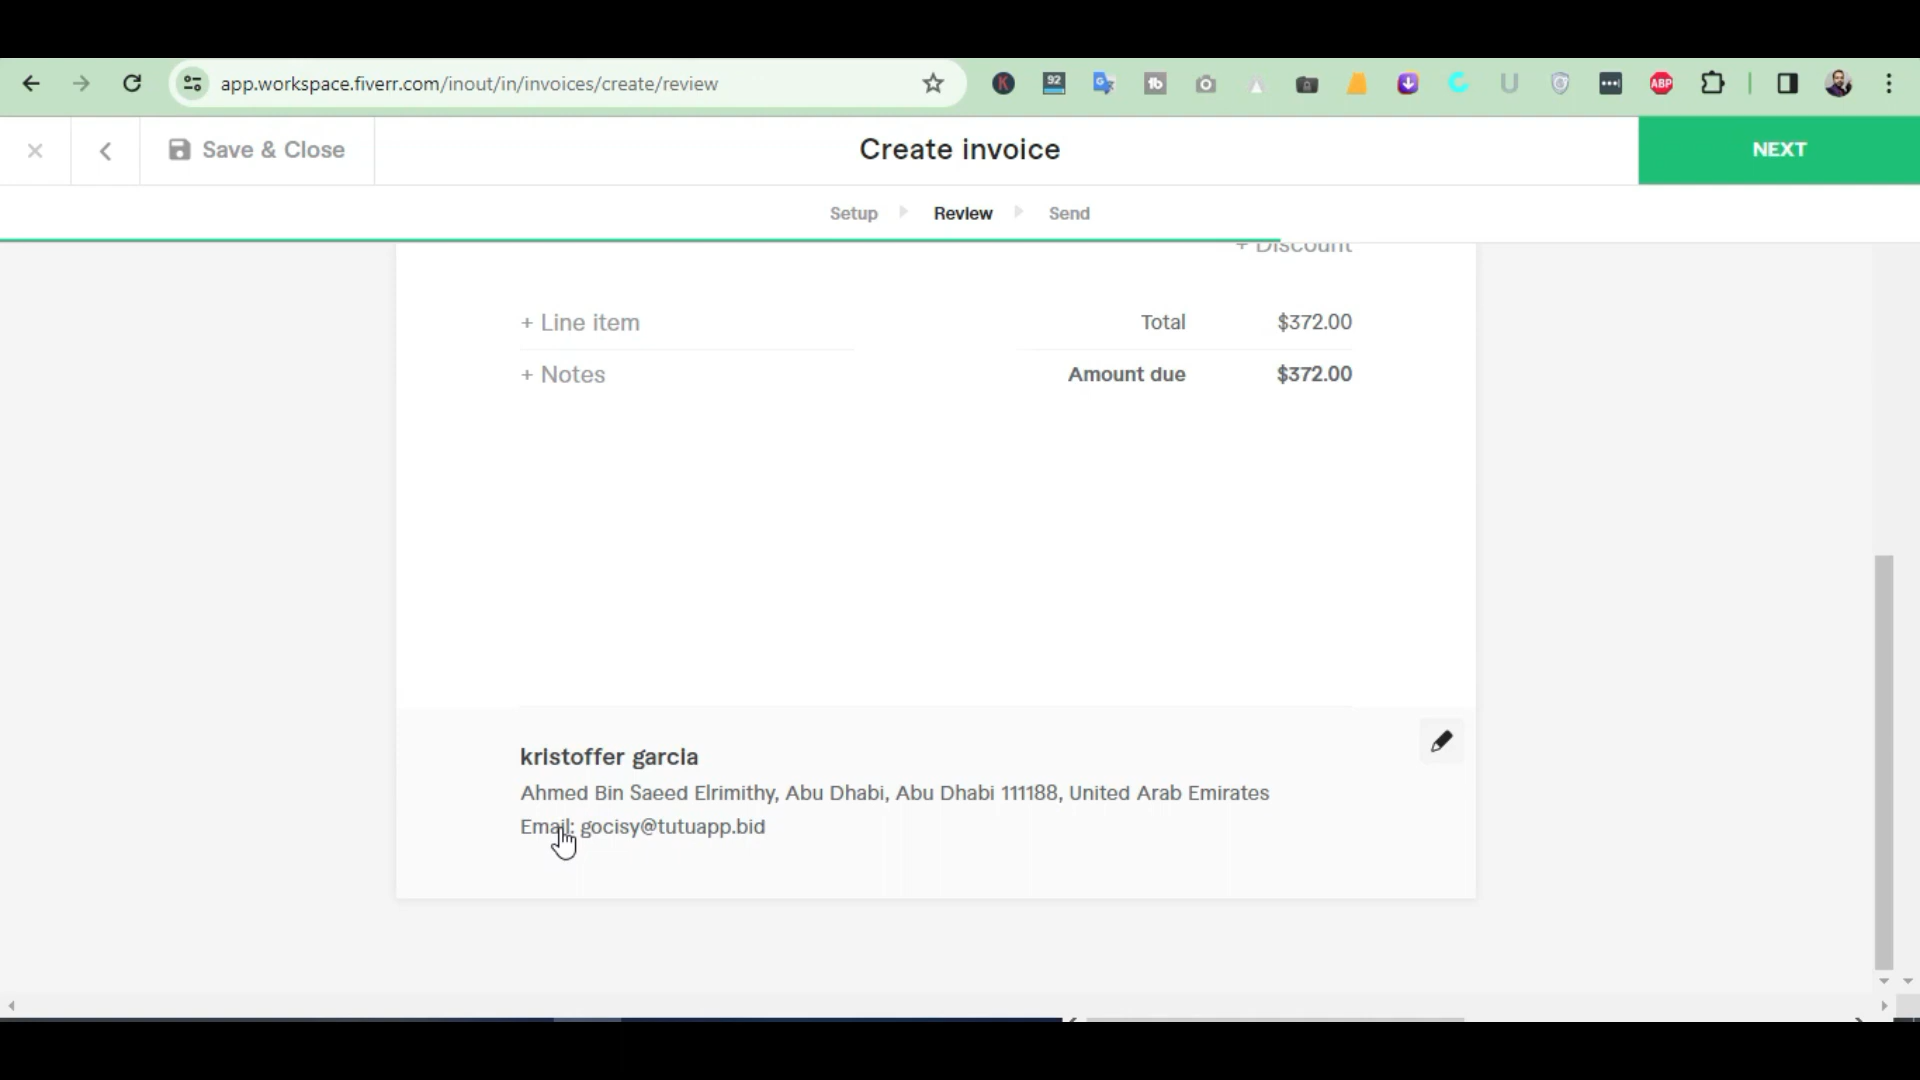 app.workspace.fiverr.com/inout/in/invoices/create/review
92
ABP
Save & Close
Create invoice
NEXT
Setup
Review
Send
+ Discount
+ Line item
Total
$372.00
+ Notes
Amount due
$372.00
kristoffer garcia
Ahmed Bin Saeed Elrimithy, Abu Dhabi, Abu Dhabi 111188, United Arab Emirates
Email: gocisy@tutuapp.bid